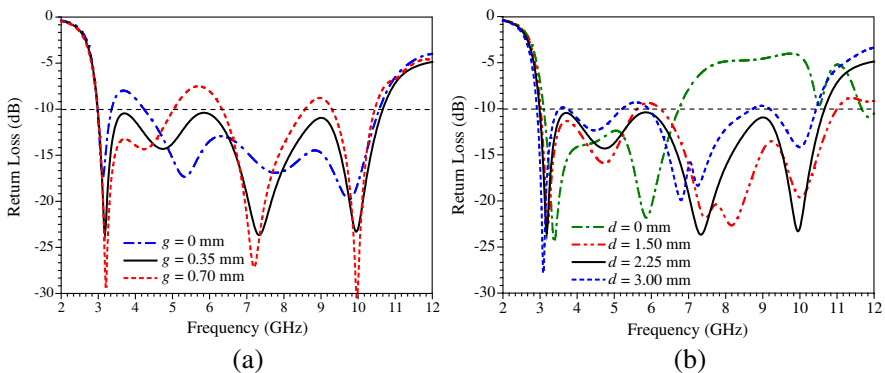 0
-5
-10
-15
-20
-25
-30
Return Loss (dB)
g = 0 mm
g = 0.35 mm
g = 0.70 mm
2 3 4 5 6 7 8 9 10 11 12
Frequency (GHz)
(a)
0
-5
-10
-15
-20
-25
-30
Return Loss (dB)
d = 0 mm
d = 1.50 mm
d = 2.25 mm
d = 3.00 mm
2 3 4 5 6 7 8 9 10 11 12
Frequency (GHz)
(b)